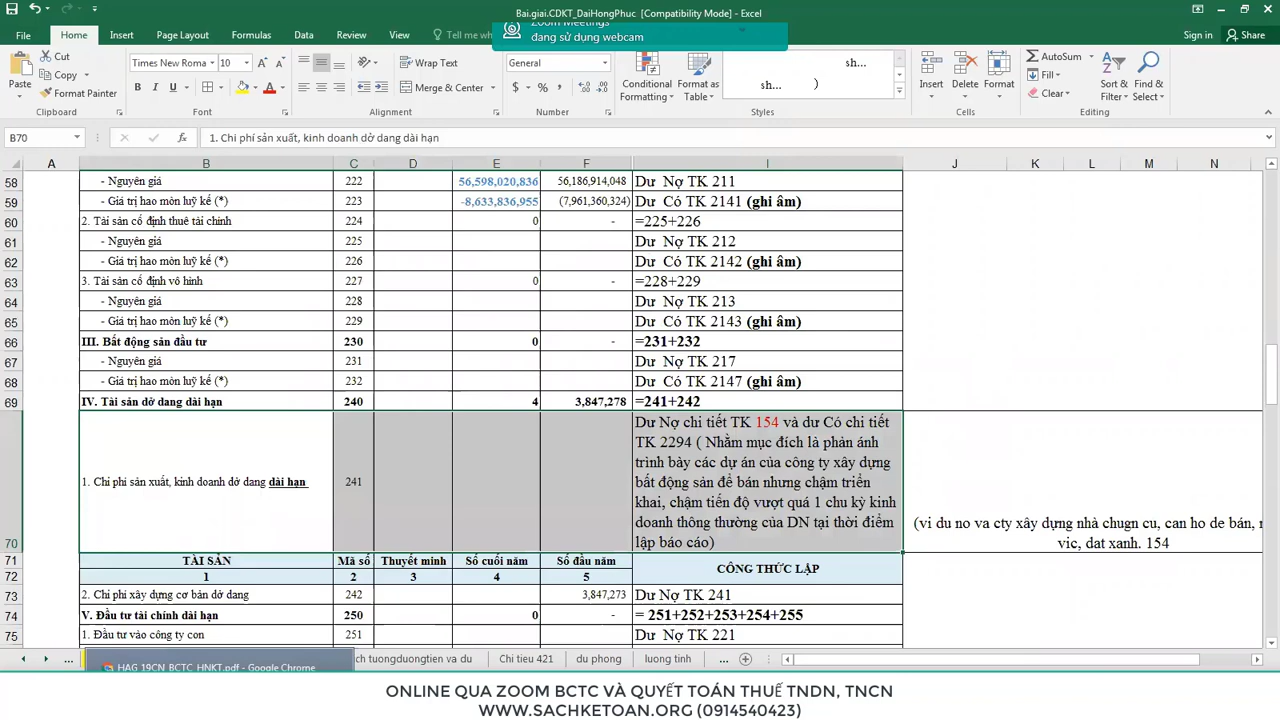 Bai.giai.CDKT_DaiHongPhuc [Compatibility Mode] - Excel
Zoom Meetings
đang sử dụng webcam
File Home Insert Page Layout Formulas Data Review View Tell me Sign in Share
Paste Cut Copy Format Painter Clipboard
Times New Roma 10 Font
Wrap Text Merge & Center Alignment
General Number
Conditional Formatting Format as Table sh... sh... ) Styles
Insert Delete Format Cells
AutoSum Fill Clear Sort & Filter Find & Select Editing
B70 fx 1. Chi phí sản xuất, kinh doanh dở dang dài hạn
A B C D E F I J K L M N
58 - Nguyên giá 222 56,598,020,836 56,186,914,048 Dư Nợ TK 211
59 - Giá trị hao mòn luỹ kế (*) 223 -8,633,836,955 (7,961,360,324) Dư Có TK 2141 (ghi âm)
60 2. Tài sản cố định thuê tài chính 224 0 - =225+226
61 - Nguyên giá 225 Dư Nợ TK 212
62 - Giá trị hao mòn luỹ kế (*) 226 Dư Có TK 2142 (ghi âm)
63 3. Tài sản cố định vô hình 227 0 - =228+229
64 - Nguyên giá 228 Dư Nợ TK 213
65 - Giá trị hao mòn luỹ kế (*) 229 Dư Có TK 2143 (ghi âm)
66 III. Bất động sản đầu tư 230 0 - =231+232
67 - Nguyên giá 231 Dư Nợ TK 217
68 - Giá trị hao mòn luỹ kế (*) 232 Dư Có TK 2147 (ghi âm)
69 IV. Tài sản dở dang dài hạn 240 4 3,847,278 =241+242
70 1. Chi phí sản xuất, kinh doanh dở dang dài hạn 241
Dư Nợ chi tiết TK 154 và dư Có chi tiết
TK 2294 ( Nhằm mục đích là phản ánh
trình bày các dự án của công ty xây dựng
bất động sản để bán nhưng chậm triển
khai, chậm tiến độ vượt quá 1 chu kỳ kinh
doanh thông thường của DN tại thời điểm
lập báo cáo)
(vi du no va cty xây dựng nhà chugn cu, can ho de bán,
vic, dat xanh. 154
71 TÀI SẢN Mã số Thuyết minh Số cuối năm Số đầu năm CÔNG THỨC LẬP
72 1 2 3 4 5
73 2. Chi phí xây dựng cơ bản dở dang 242 3,847,273 Dư Nợ TK 241
74 V. Đầu tư tài chính dài hạn 250 0 - = 251+252+253+254+255
75 1. Đầu tư vào công ty con 251 Dư Nợ TK 221
HAG_19CN_BCTC_HNKT.pdf - Google Chrome
... ch tuongduongtien va du Chi tieu 421 du phong luong tinh ...
ONLINE QUA ZOOM BCTC VÀ QUYẾT TOÁN THUẾ TNDN, TNCN
WWW.SACHKETOAN.ORG (0914540423)